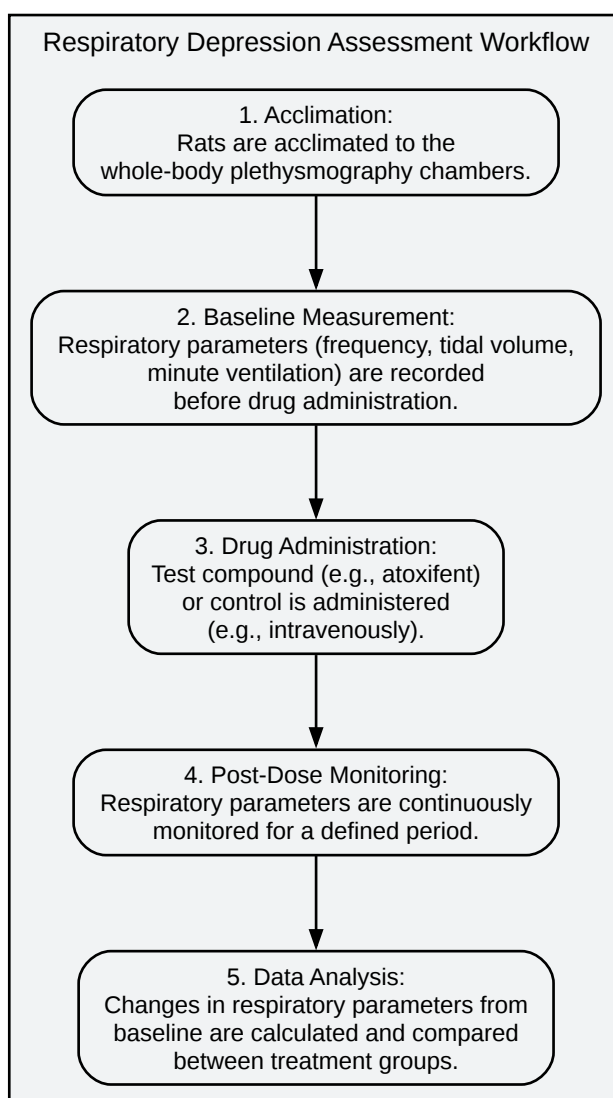 Respiratory Depression Assessment Workflow
1. Acclimation:
Rats are acclimated to the
whole-body plethysmography chambers.
2. Baseline Measurement:
Respiratory parameters (frequency, tidal volume,
minute ventilation) are recorded
before drug administration.
3. Drug Administration:
Test compound (e.g., atoxifent)
or control is administered
(e.g., intravenously).
4. Post-Dose Monitoring:
Respiratory parameters are continuously
monitored for a defined period.
5. Data Analysis:
Changes in respiratory parameters from
baseline are calculated and compared
between treatment groups.